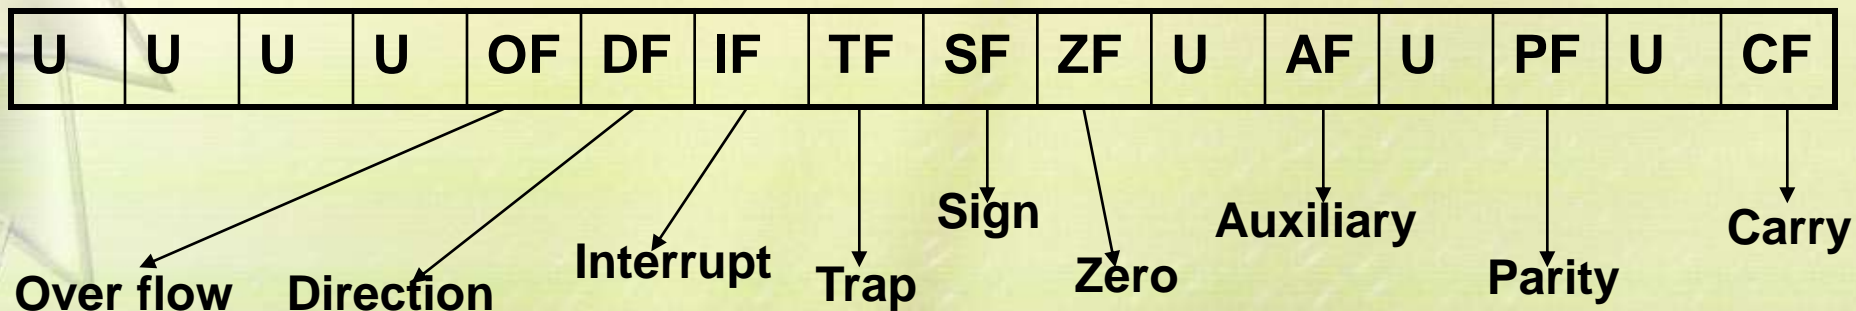 U U U U OF DF IF TF SF ZF U AF U PF U CF
Over flow Direction Interrupt Trap Sign Zero Auxiliary Parity Carry